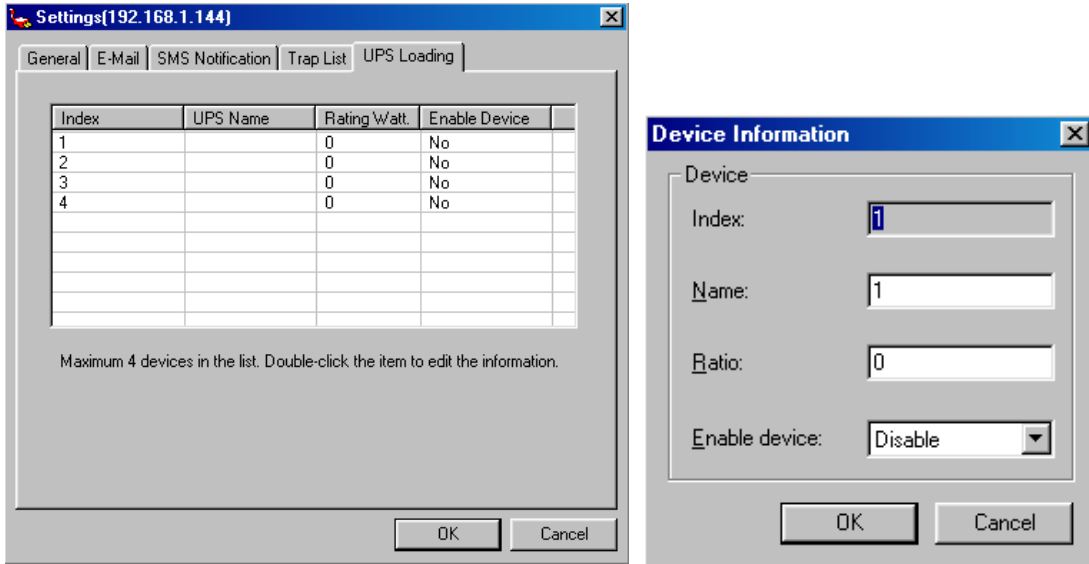 Settings(192.168.1.144)
General E-Mail SMS Notification Trap List UPS Loading
Index UPS Name Rating Watt. Enable Device
1 0 No
2 0 No
3 0 No
4 0 No
Maximum 4 devices in the list. Double-click the item to edit the information.
OK Cancel
Device Information
Device
Index: 1
Name: 1
Ratio: 0
Enable device: Disable
OK Cancel